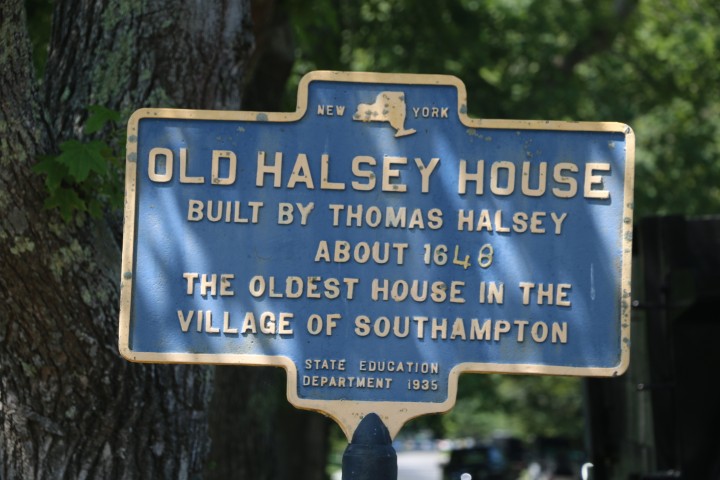 NEW YORK
OLD HALSEY HOUSE
BUILT BY THOMAS HALSEY
ABOUT 1648
THE OLDEST HOUSE IN THE
VILLAGE OF SOUTHAMPTON
STATE EDUCATION
DEPARTMENT 1935